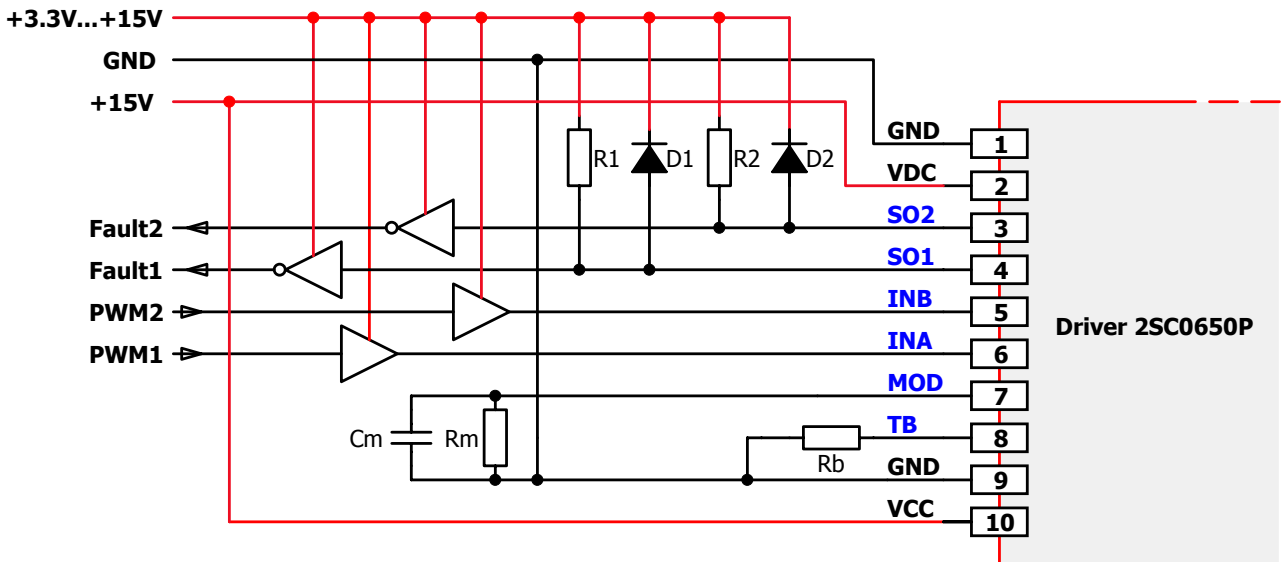 +3.3V...+15V
GND
+15V
GND
1
R1
D1
R2
D2
VDC
2
Fault2
SO2
3
Fault1
SO1
4
PWM2
INB
5
Driver 2SC0650P
PWM1
INA
6
MOD
7
Cm
Rm
TB
8
Rb
GND
9
VCC
10